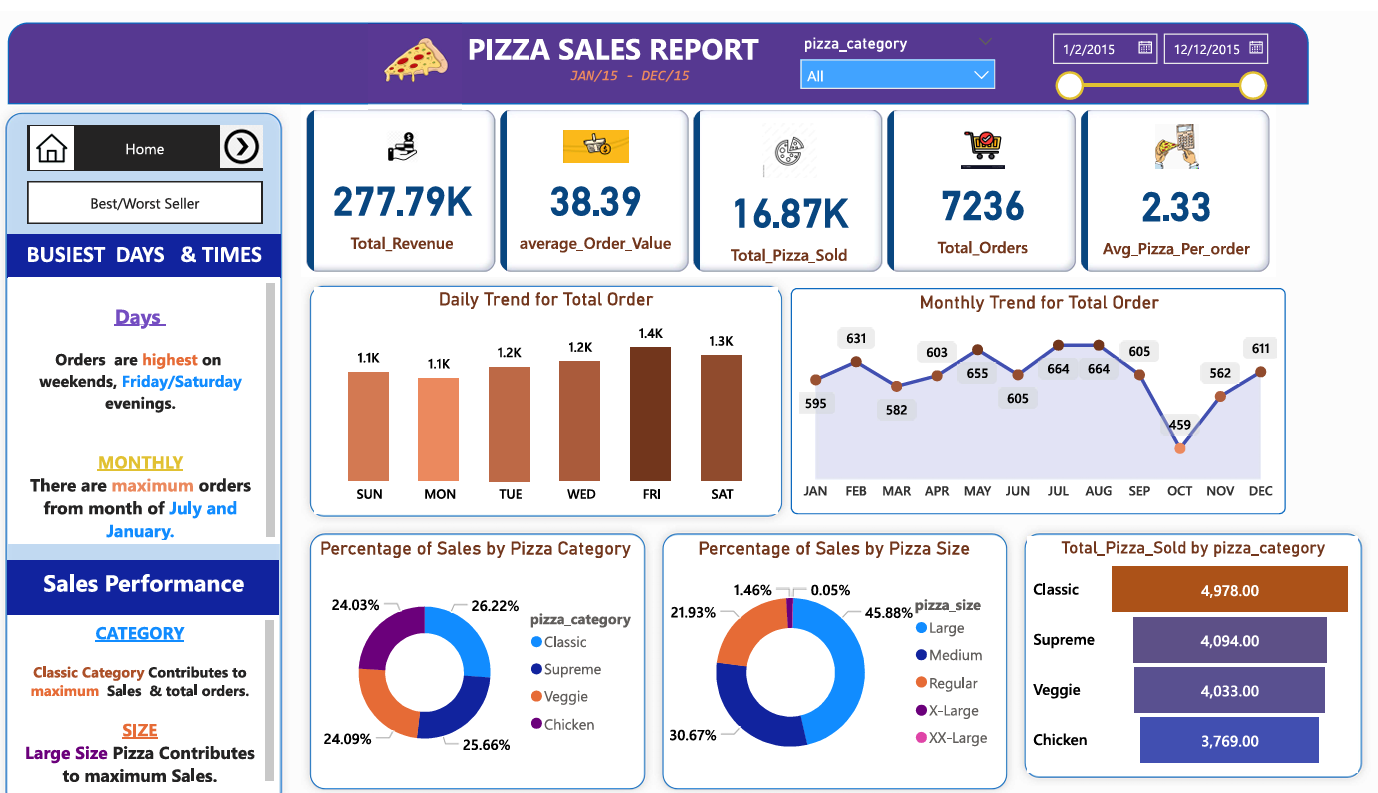 PIZZA SALES REPORT
JAN/15 - DEC/15
pizza_category
All
1/2/2015
12/12/2015
Home
Best/Worst Seller
BUSIEST DAYS & TIMES
Days
Orders are highest on
weekends, Friday/Saturday
evenings.
MONTHLY
There are maximum orders
from month of July and
January.
Sales Performance
CATEGORY
Classic Category Contributes to
maximum Sales & total orders.
SIZE
Large Size Pizza Contributes
to maximum Sales.
277.79K
Total_Revenue
38.39
average_Order_Value
16.87K
Total_Pizza_Sold
7236
Total_Orders
2.33
Avg_Pizza_Per_order
Daily Trend for Total Order
1.1K
1.1K
1.2K
1.2K
1.4K
1.3K
SUN MON TUE WED FRI SAT
Monthly Trend for Total Order
595
631
582
603
655
605
664
664
605
459
562
611
JAN FEB MAR APR MAY JUN JUL AUG SEP OCT NOV DEC
Percentage of Sales by Pizza Category
24.03%
26.22%
24.09%
25.66%
pizza_category
Classic
Supreme
Veggie
Chicken
Percentage of Sales by Pizza Size
1.46%
0.05%
21.93%
45.88%
30.67%
pizza_size
Large
Medium
Regular
X-Large
XX-Large
Total_Pizza_Sold by pizza_category
Classic 4,978.00
Supreme 4,094.00
Veggie 4,033.00
Chicken 3,769.00